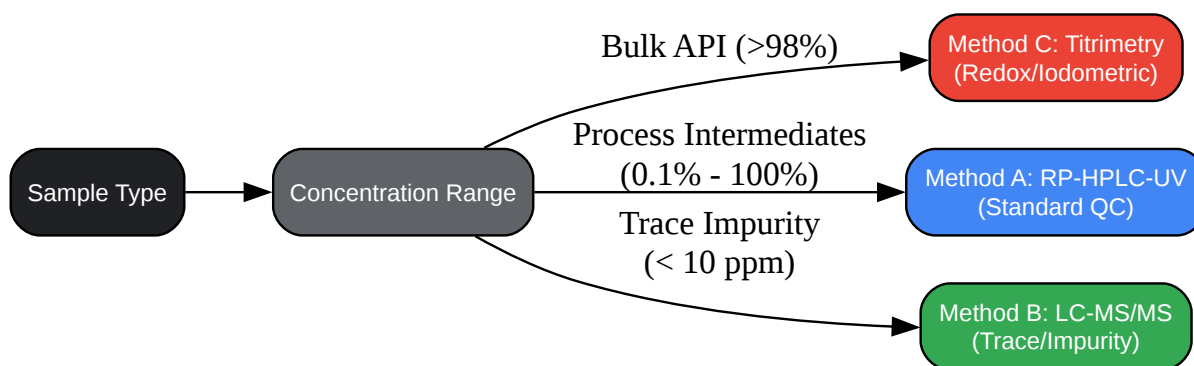 Sample Type
Concentration Range
Bulk API (>98%)
Method C: Titrimetry
(Redox/Iodometric)
Process Intermediates
(0.1% - 100%)
Method A: RP-HPLC-UV
(Standard QC)
Trace Impurity
(< 10 ppm)
Method B: LC-MS/MS
(Trace/Impurity)